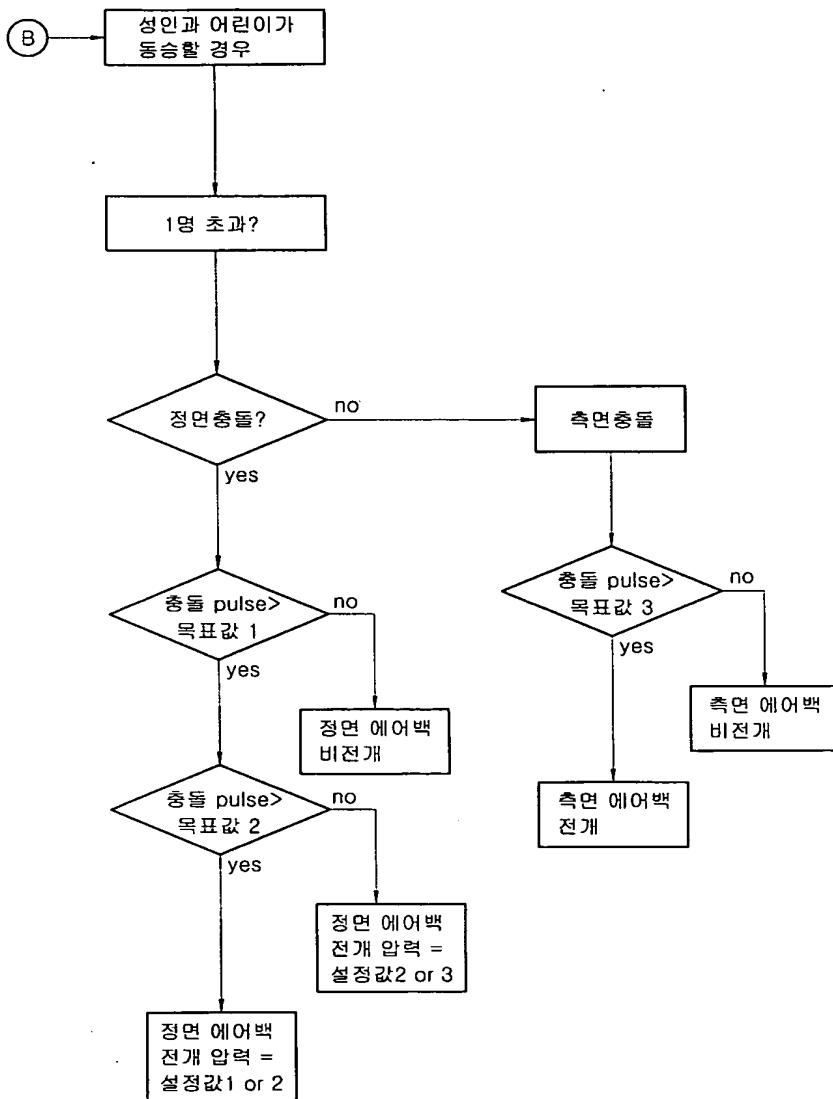 B
성인과 어린이가
동승할 경우
1명 초과?
정면충돌?
no
yes
측면충돌
충돌 pulse>
목표값 1
no
yes
충돌 pulse>
목표값 3
no
yes
정면 에어백
비전개
측면 에어백
비전개
충돌 pulse>
목표값 2
no
yes
측면 에어백
전개
정면 에어백
전개 압력 =
설정값2 or 3
정면 에어백
전개 압력 =
설정값1 or 2